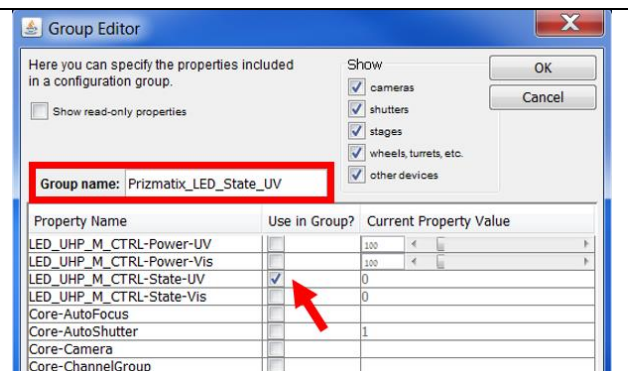 Group Editor
Here you can specify the properties included
in a configuration group.
Show read-only properties
Show
cameras
shutters
stages
wheels, turrets, etc.
other devices
OK
Cancel
Group name: Prizmatix_LED_State_UV
Property Name Use in Group? Current Property Value
LED_UHP_M_CTRL-Power-UV 100
LED_UHP_M_CTRL-Power-Vis 100
LED_UHP_M_CTRL-State-UV 0
LED_UHP_M_CTRL-State-Vis 0
Core-AutoFocus
Core-AutoShutter 1
Core-Camera
Core-ChannelGroup